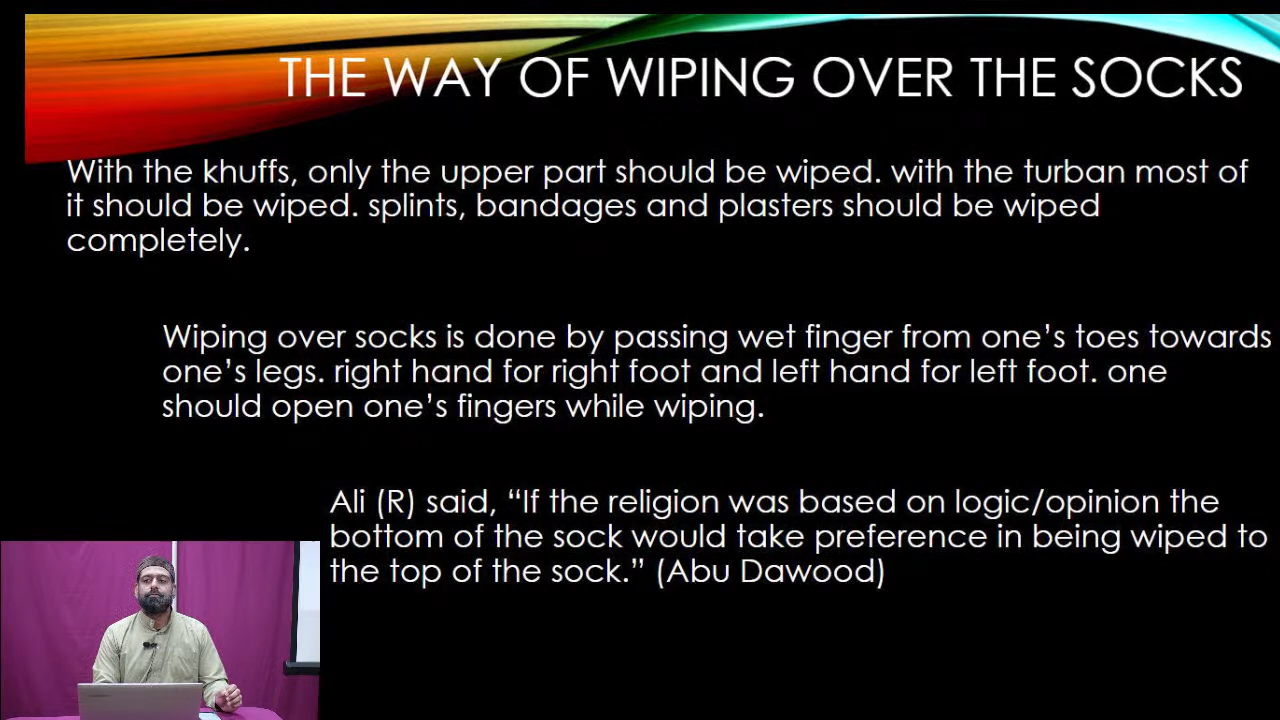 THE WAY OF WIPING OVER THE SOCKS
With the khuffs, only the upper part should be wiped. with the turban most of
it should be wiped. splints, bandages and plasters should be wiped
completely.
Wiping over socks is done by passing wet finger from one’s toes towards
one’s legs. right hand for right foot and left hand for left foot. one
should open one’s fingers while wiping.
Ali (R) said, “If the religion was based on logic/opinion the
bottom of the sock would take preference in being wiped to
the top of the sock.” (Abu Dawood)